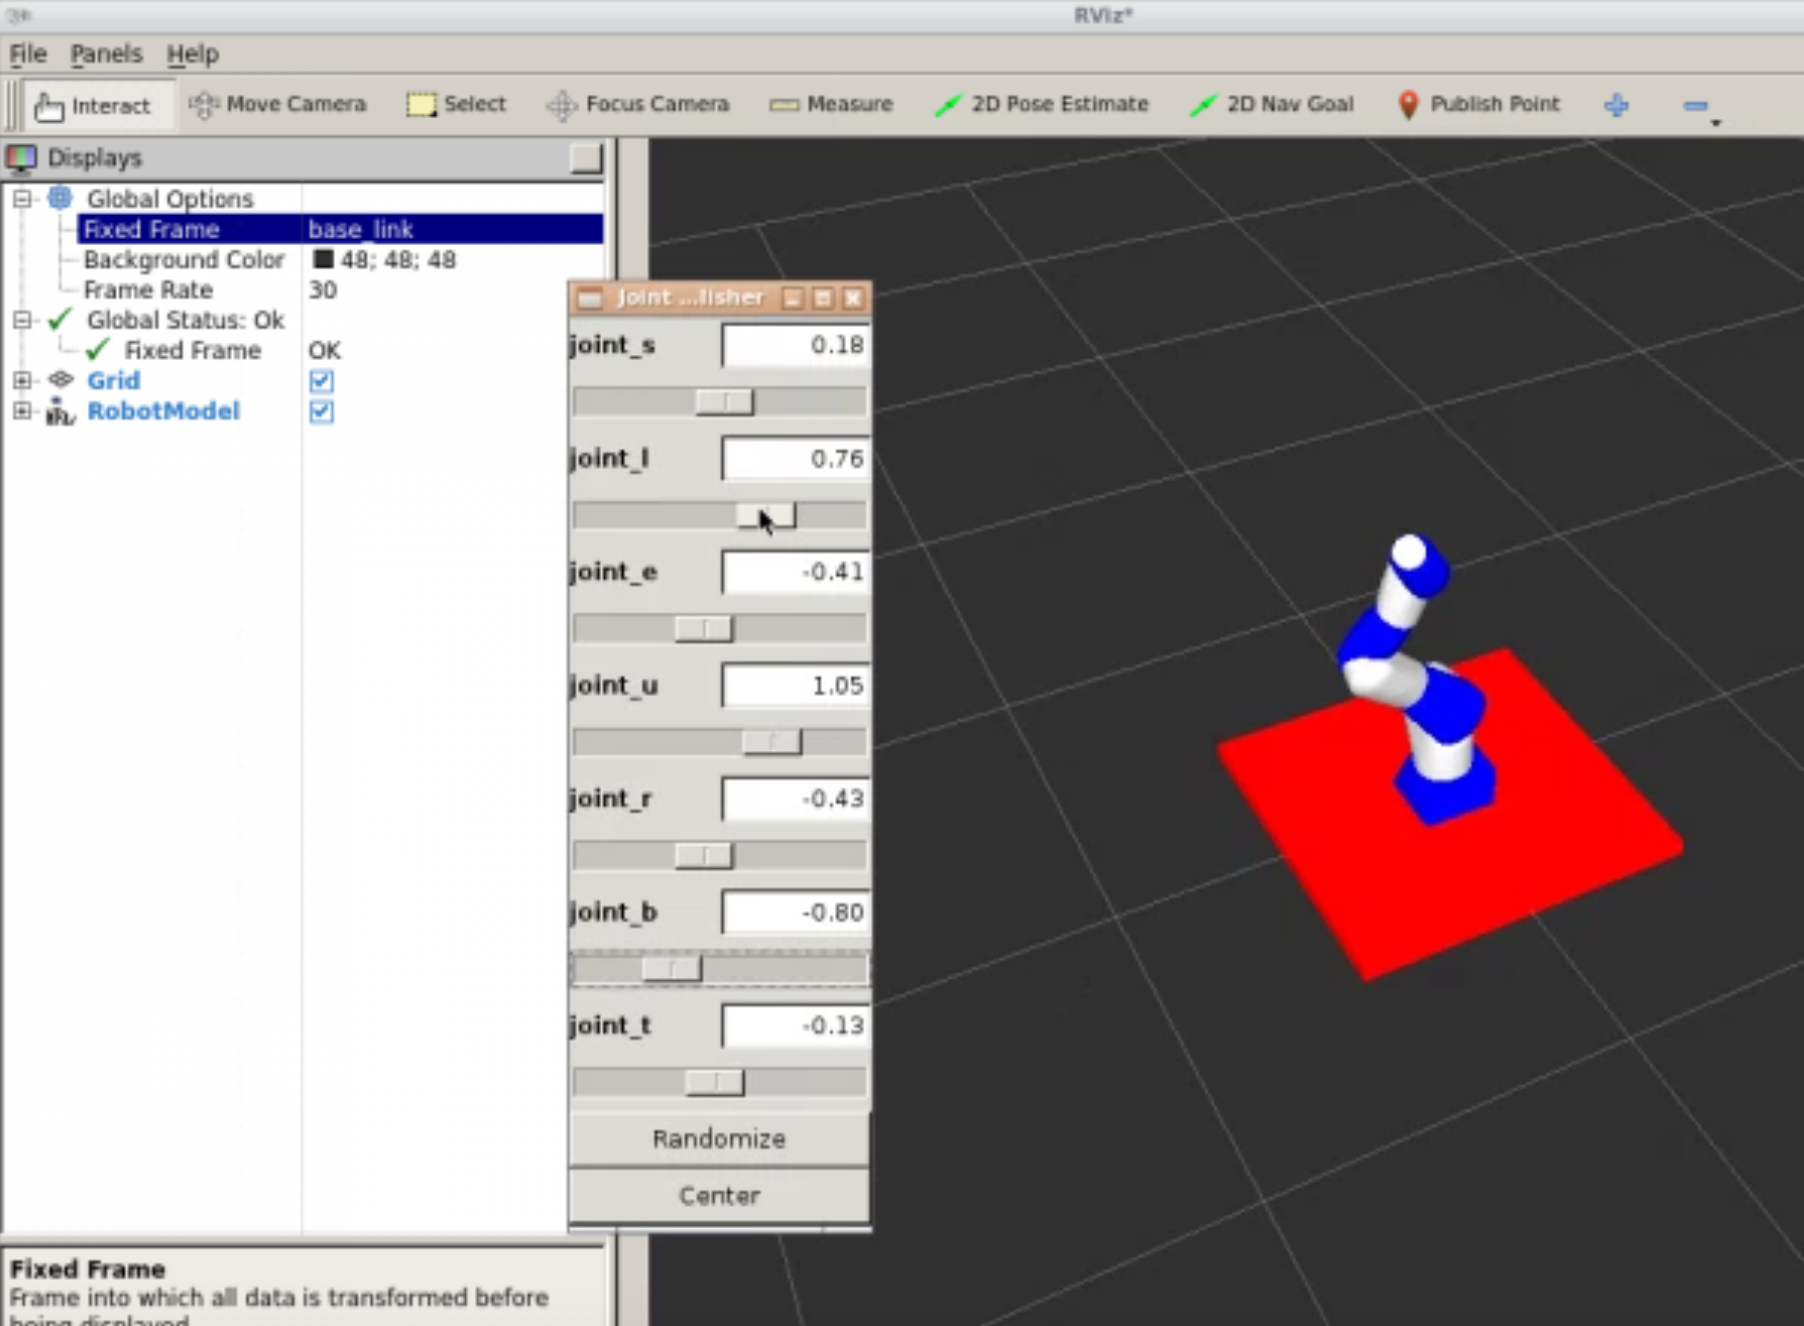 RViz*
File Panels Help
Interact Move Camera Select Focus Camera Measure 2D Pose Estimate 2D Nav Goal Publish Point
Displays
Global Options
Fixed Frame base_link
Background Color 48; 48; 48
Frame Rate 30
Global Status: Ok
Fixed Frame OK
Grid
RobotModel
Joint ...lisher
joint_s 0.18
joint_l 0.76
joint_e -0.41
joint_u 1.05
joint_r -0.43
joint_b -0.80
joint_t -0.13
Randomize
Center
Fixed Frame
Frame into which all data is transformed before
being displayed